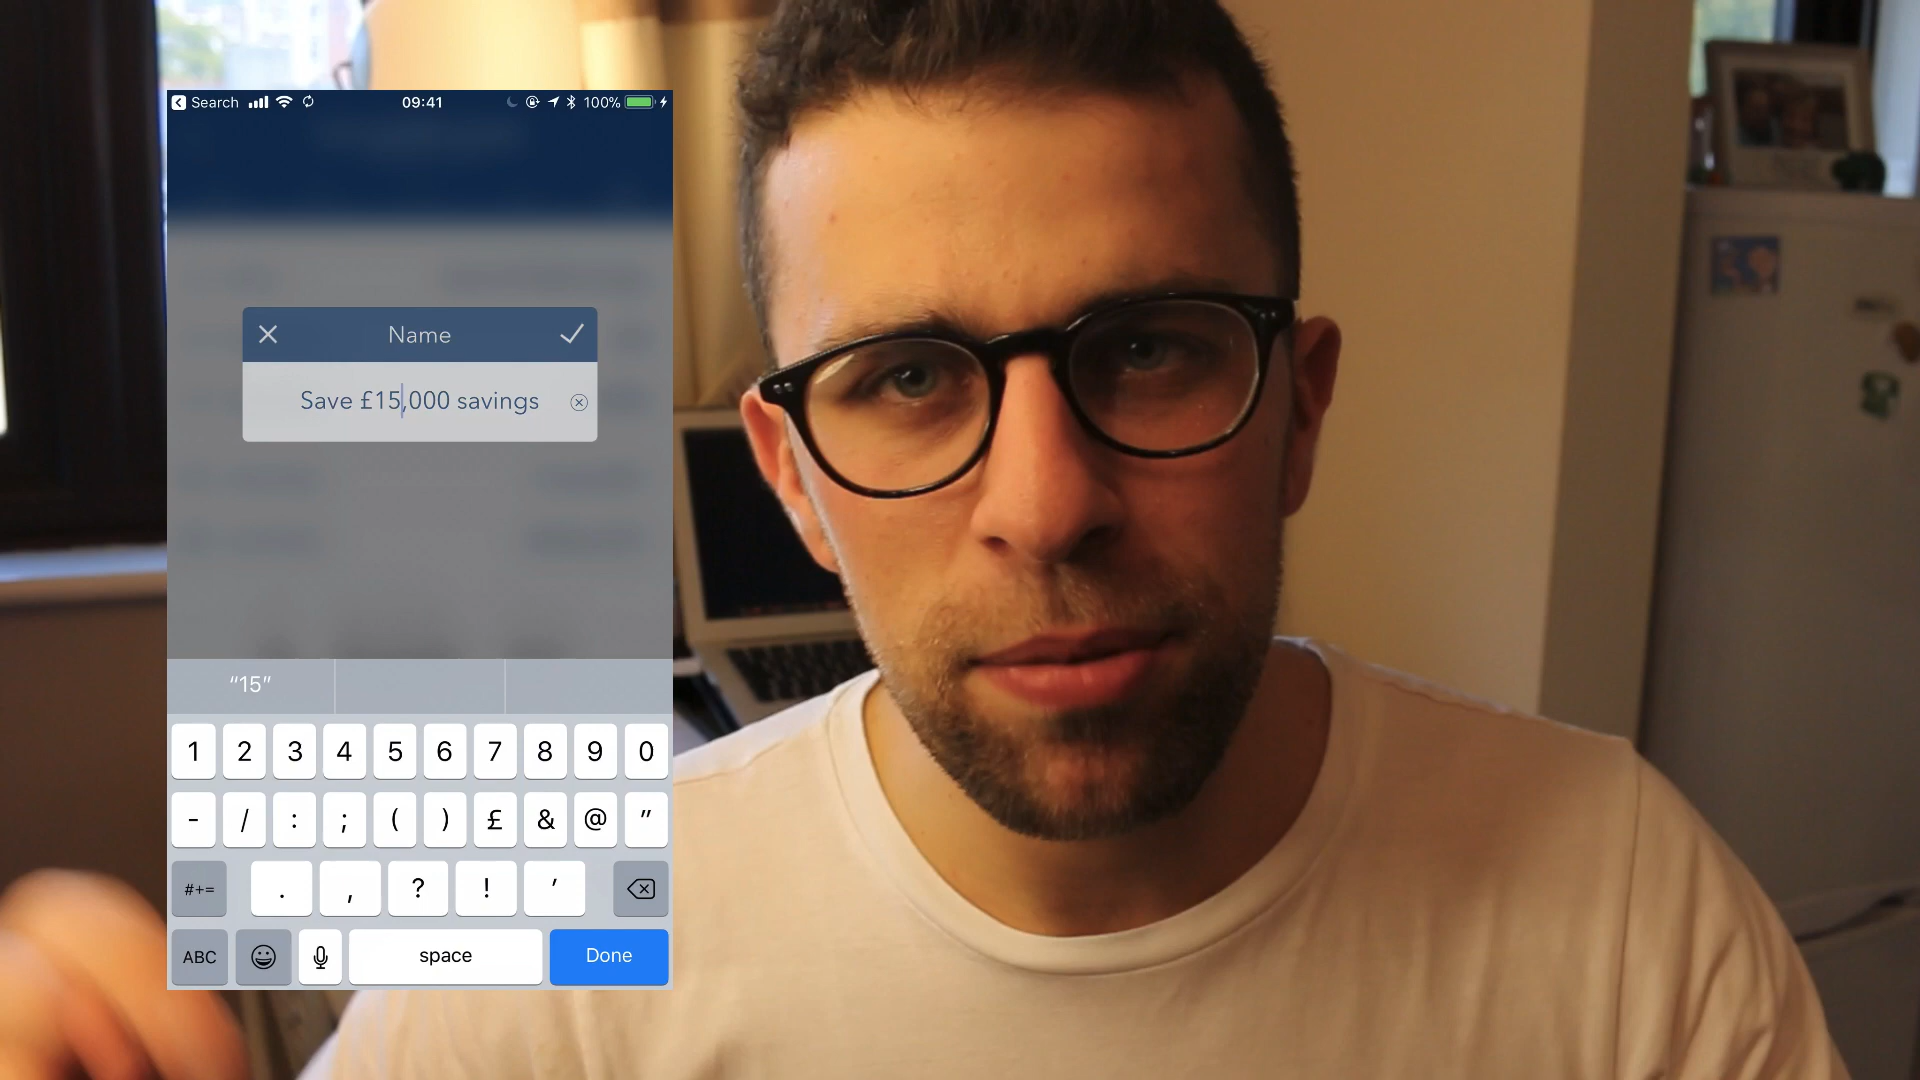 Search 09:41 100%
Name
Save £15,000 savings
“15”
1 2 3 4 5 6 7 8 9 0
- / : ; ( ) £ & @ "
#+= . , ? ! '
ABC space Done